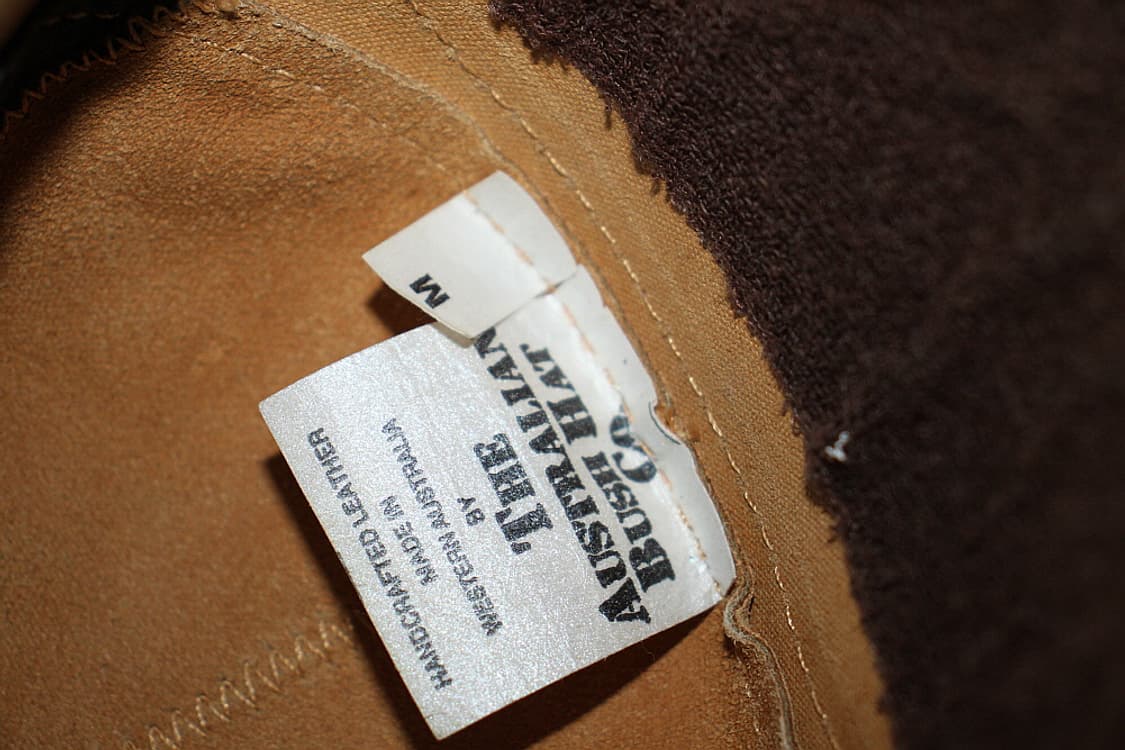 M
HANDCRAFTED LEATHER
MADE IN
WESTERN AUSTRALIA
BY
THE
AUSTRALIAN
BUSH HAT
CO.